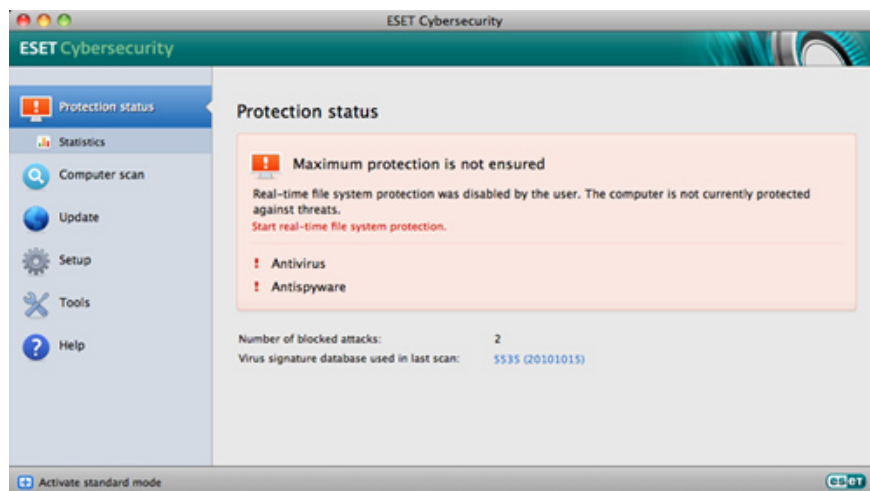 ESET Cybersecurity
ESET Cybersecurity
Protection status
Statistics
Computer scan
Update
Setup
Tools
Help
Protection status
Maximum protection is not ensured
Real-time file system protection was disabled by the user. The computer is not currently protected
against threats.
Start real-time file system protection.
! Antivirus
! Antispyware
Number of blocked attacks: 2
Virus signature database used in last scan: 5535 (20101015)
Activate standard mode
eset